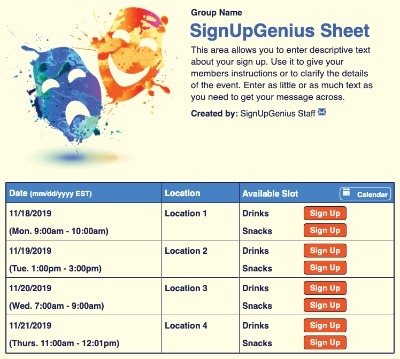 Group Name
SignUpGenius Sheet
This area allows you to enter descriptive text
about your sign up. Use it to give your
members instructions or to clarify the details
of the event. Enter as little or as much text as
you need to get your message across.
Created by: SignUpGenius Staff
Date (mm/dd/yyyy EST) Location Available Slot Calendar
11/18/2019 Location 1 Drinks Sign Up
(Mon. 9:00am - 10:00am) Snacks Sign Up
11/19/2019 Location 2 Drinks Sign Up
(Tue. 1:00pm - 3:00pm) Snacks Sign Up
11/20/2019 Location 3 Drinks Sign Up
(Wed. 7:00am - 9:00am) Snacks Sign Up
11/21/2019 Location 4 Drinks Sign Up
(Thurs. 11:00am - 12:01pm) Snacks Sign Up